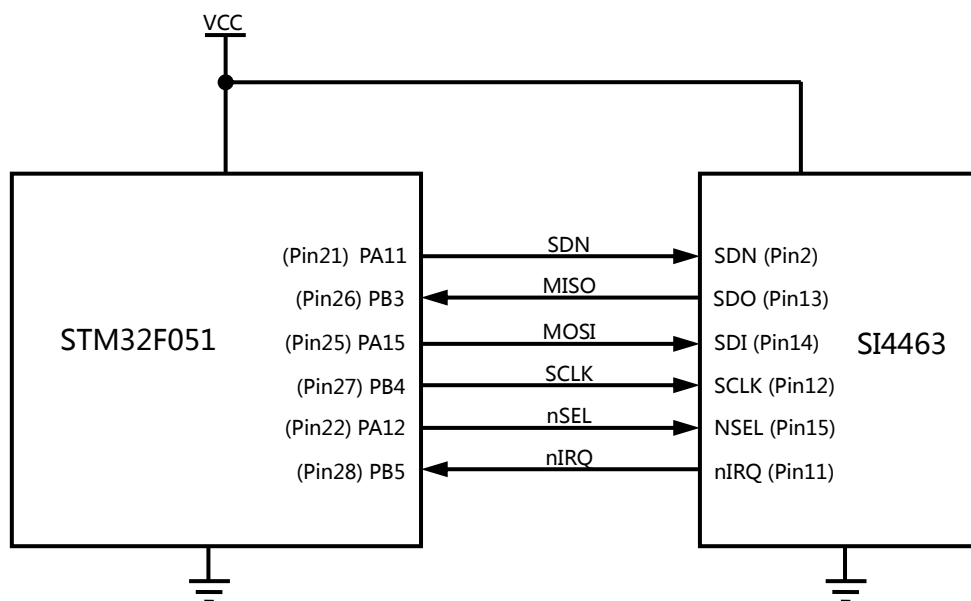 VCC
(Pin21) PA11 SDN SDN (Pin2)
(Pin26) PB3 MISO SDO (Pin13)
STM32F051 (Pin25) PA15 MOSI SDI (Pin14) SI4463
(Pin27) PB4 SCLK SCLK (Pin12)
(Pin22) PA12 nSEL NSEL (Pin15)
(Pin28) PB5 nIRQ nIRQ (Pin11)